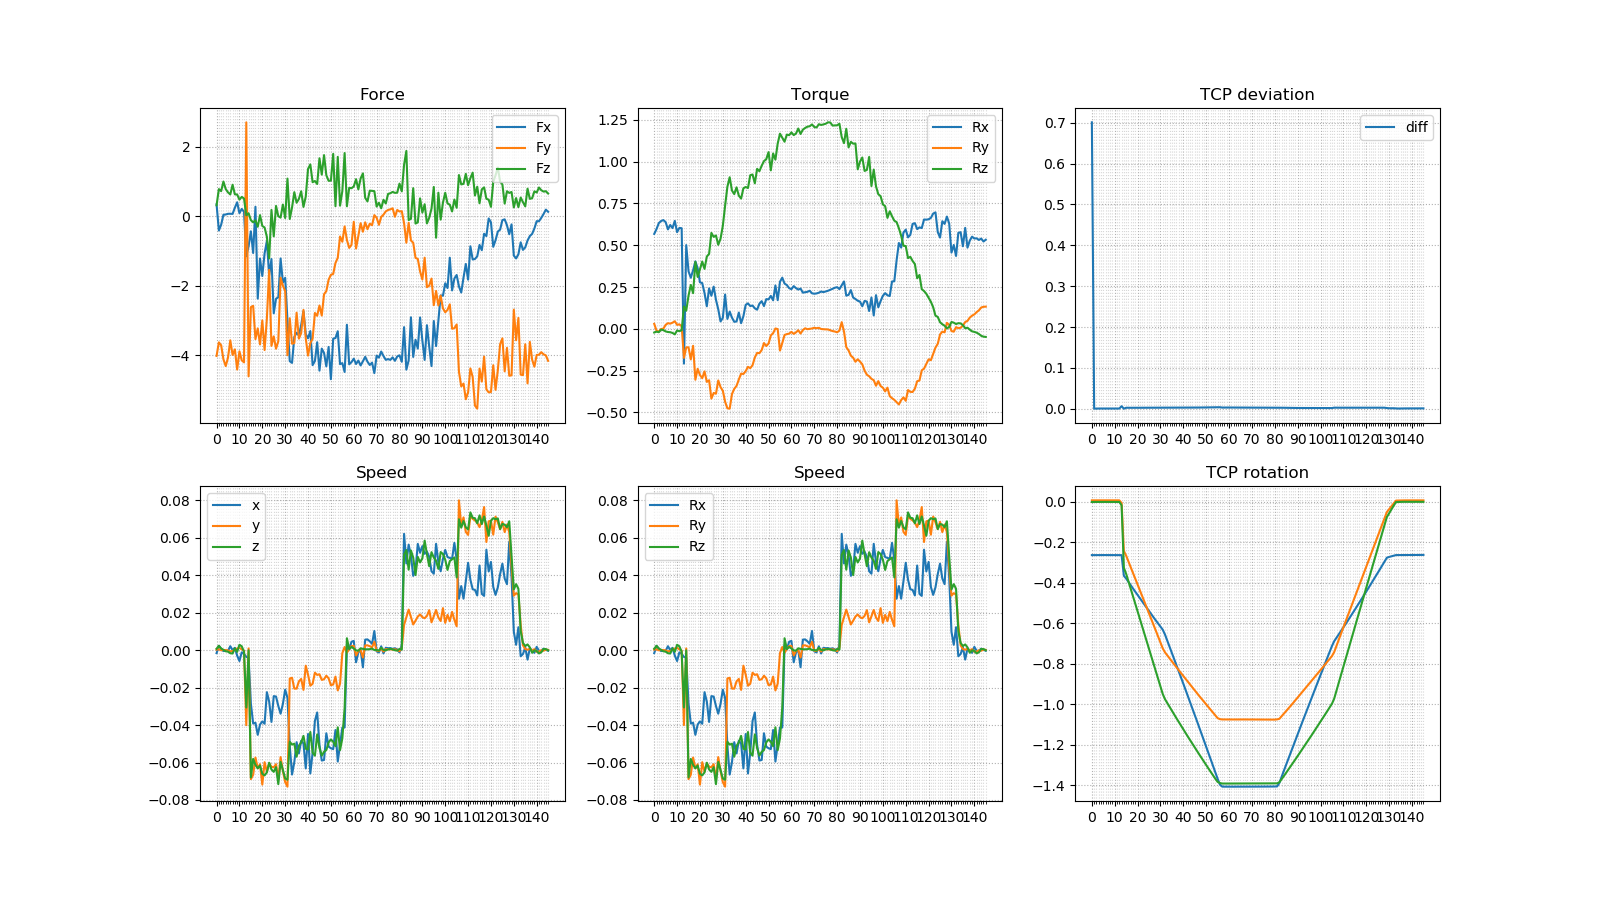 Force
Torque
TCP deviation
Fx
Fy
Fz
2
0
−2
−4
0 10 20 30 40 50 60 70 80 90 100 110 120 130 140
Rx
Ry
Rz
1.25
1.00
0.75
0.50
0.25
0.00
−0.25
−0.50
0 10 20 30 40 50 60 70 80 90 100 110 120 130 140
diff
0.7
0.6
0.5
0.4
0.3
0.2
0.1
0.0
0 10 20 30 40 50 60 70 80 90 100 110 120 130 140
Speed
Speed
TCP rotation
x
y
z
0.08
0.06
0.04
0.02
0.00
−0.02
−0.04
−0.06
−0.08
0 10 20 30 40 50 60 70 80 90 100 110 120 130 140
Rx
Ry
Rz
0.08
0.06
0.04
0.02
0.00
−0.02
−0.04
−0.06
−0.08
0 10 20 30 40 50 60 70 80 90 100 110 120 130 140
0.0
−0.2
−0.4
−0.6
−0.8
−1.0
−1.2
−1.4
0 10 20 30 40 50 60 70 80 90 100 110 120 130 140